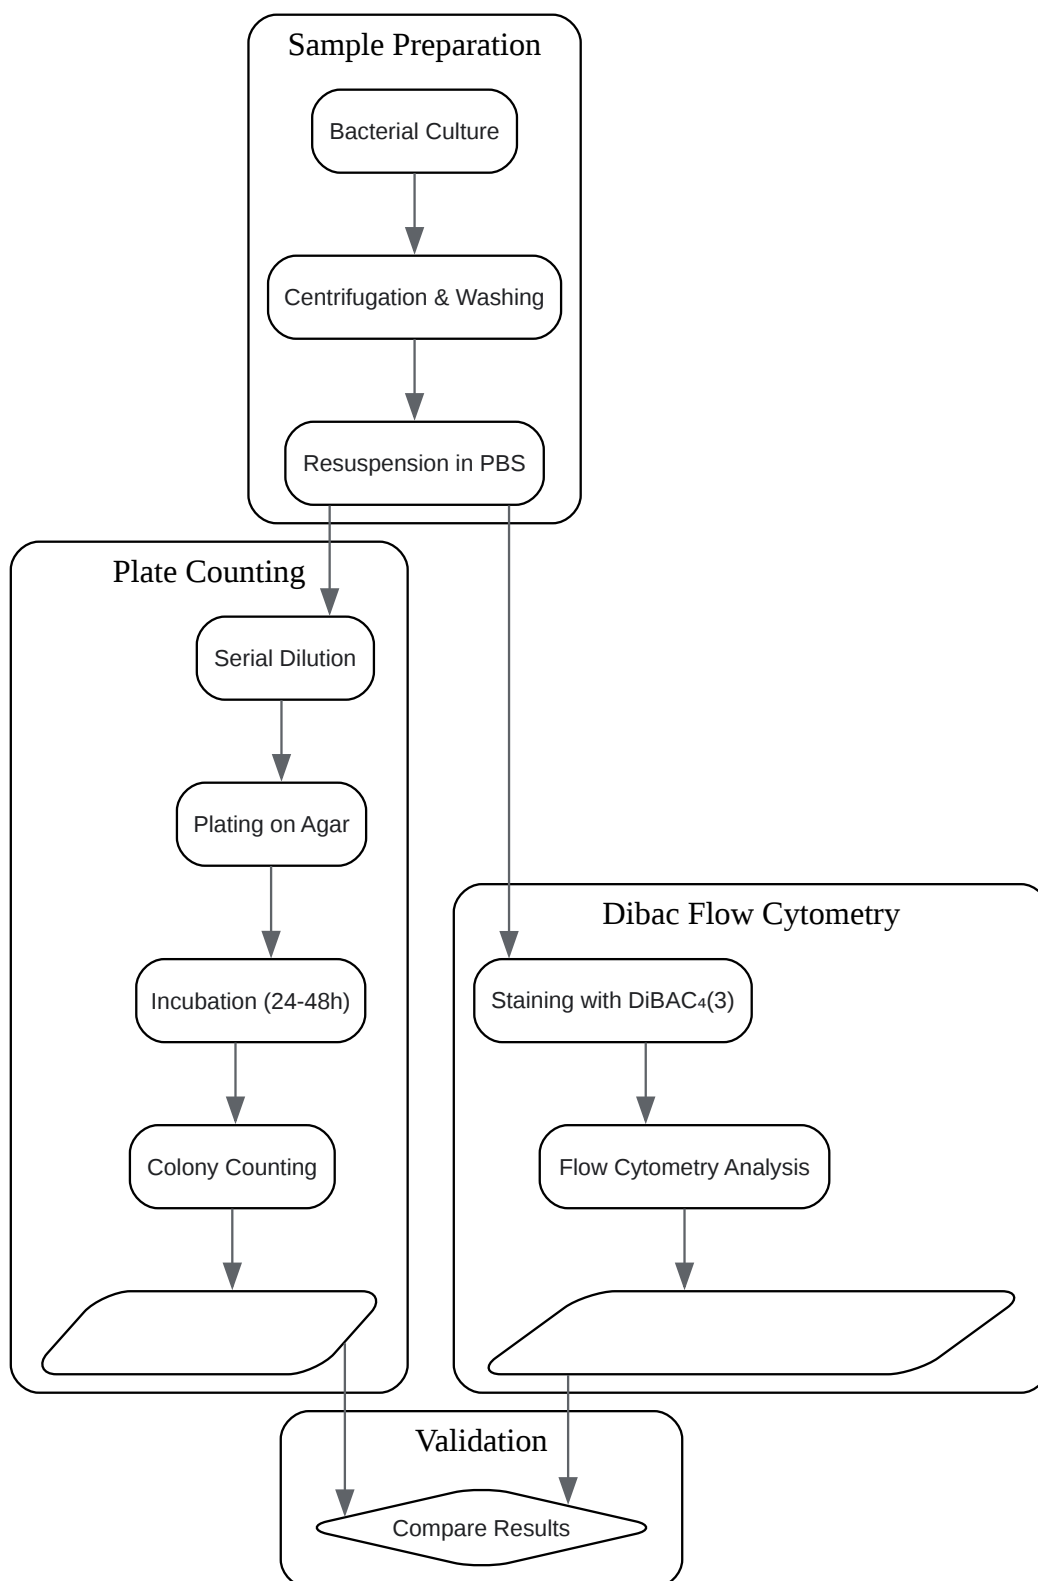 Sample Preparation
Bacterial Culture
Centrifugation & Washing
Resuspension in PBS
Plate Counting
Serial Dilution
Plating on Agar
Incubation (24-48h)
Colony Counting
Dibac Flow Cytometry
Staining with DiBAC₄(3)
Flow Cytometry Analysis
Validation
Compare Results